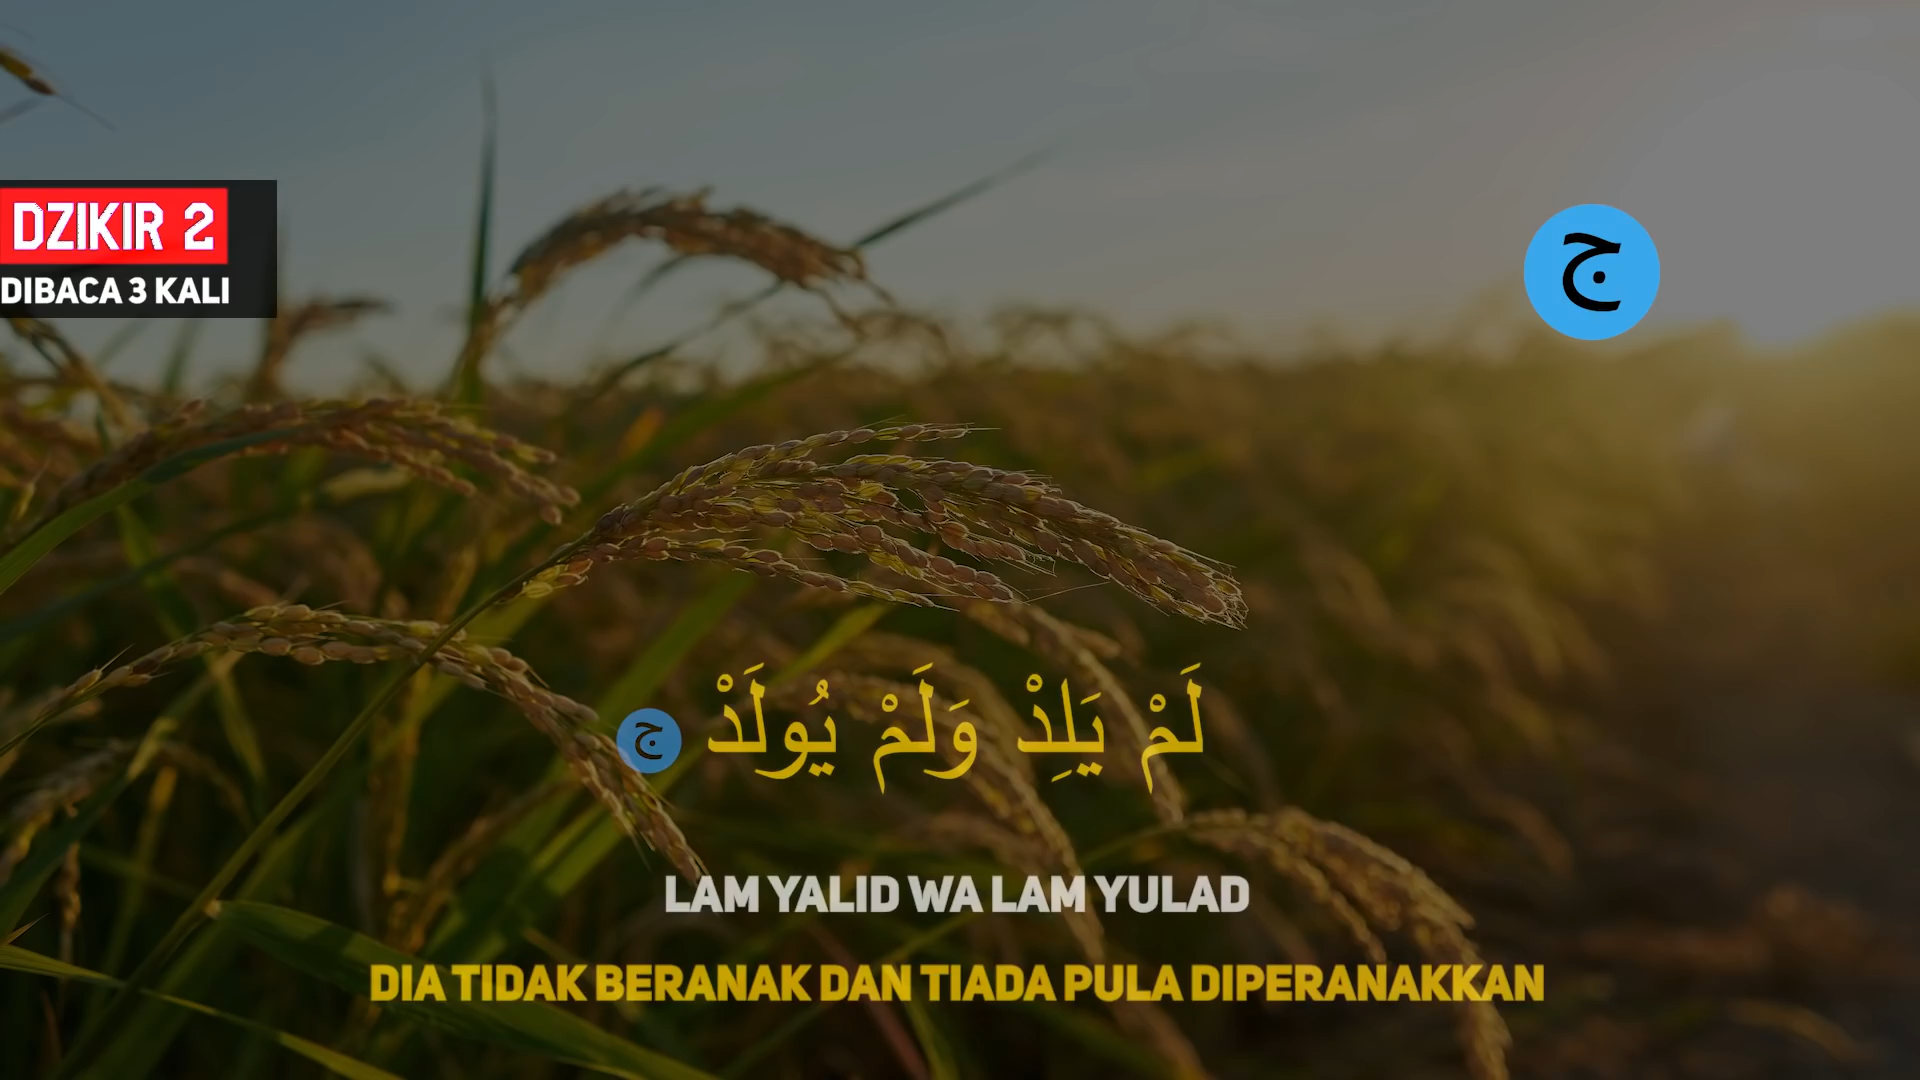 DZIKIR 2
DIBACA 3 KALI
ج
لَمْ يَلِدْ وَلَمْ يُولَدْ ج
LAM YALID WA LAM YULAD
DIA TIDAK BERANAK DAN TIADA PULA DIPERANAKKAN